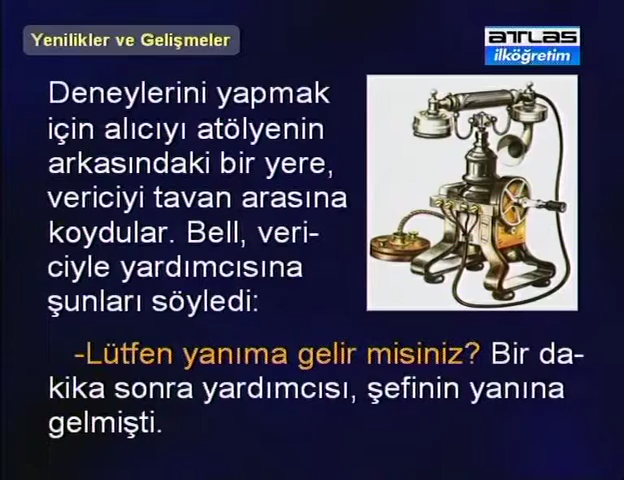 Yenilikler ve Gelişmeler
ATLAS
ilköğretim
Deneylerini yapmak
için alıcıyı atölyenin
arkasındaki bir yere,
vericiyi tavan arasına
koydular. Bell, veri-
ciyle yardımcısına
şunları söyledi:
-Lütfen yanıma gelir misiniz? Bir da-
kika sonra yardımcısı, şefinin yanına
gelmişti.